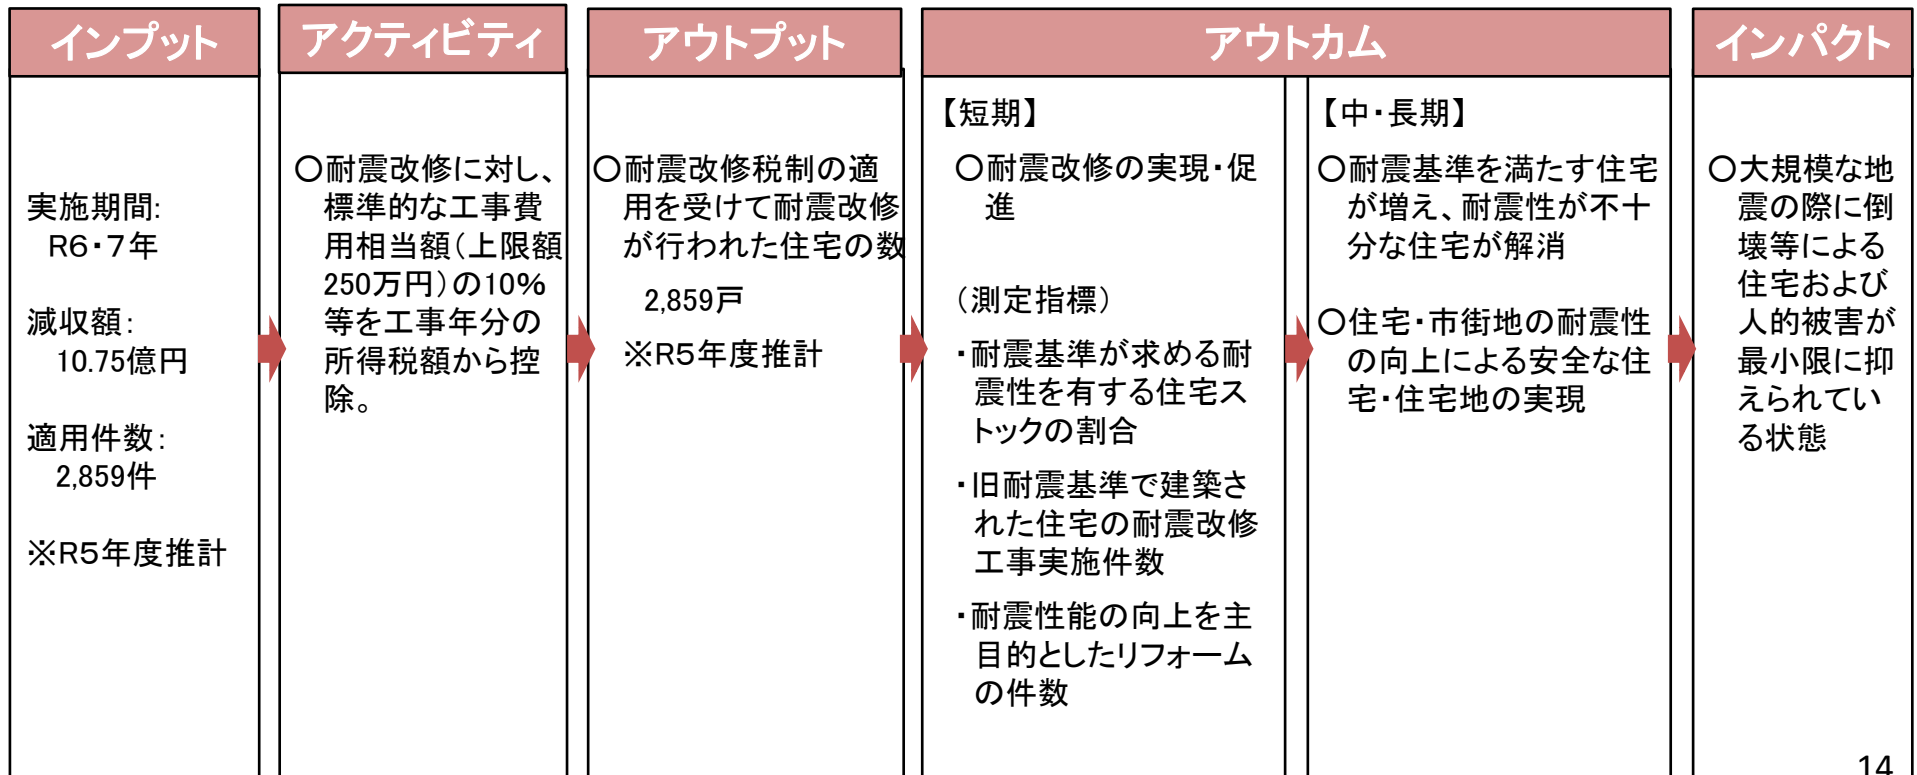 インプット
実施期間:
R6・7年
減収額:
10.75億円
適用件数:
2,859件
※R5年度推計
アクティビティ
○耐震改修に対し、
標準的な工事費
用相当額(上限額
250万円)の10%
等を工事年分の
所得税額から控
除。
アウトプット
○耐震改修税制の適
用を受けて耐震改修
が行われた住宅の数
2,859戸
※R5年度推計
アウトカム
【短期】
○耐震改修の実現・促
進
(測定指標)
・耐震基準が求める耐
震性を有する住宅ス
トックの割合
・旧耐震基準で建築さ
れた住宅の耐震改修
工事実施件数
・耐震性能の向上を主
目的としたリフォーム
の件数
【中・長期】
○耐震基準を満たす住宅
が増え、耐震性が不十
分な住宅が解消
○住宅・市街地の耐震性
の向上による安全な住
宅・住宅地の実現
インパクト
○大規模な地
震の際に倒
壊等による
住宅および
人的被害が
最小限に抑
えられてい
る状態
14